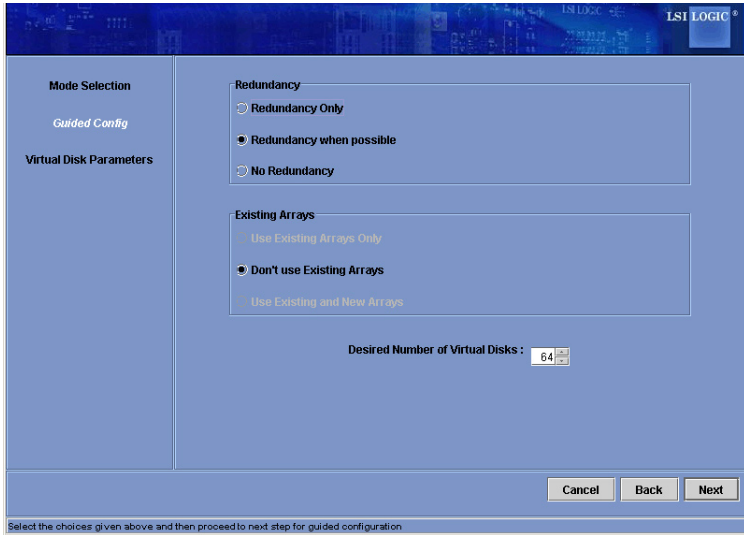 LSI LOGIC
LSI LOGIC ®
Mode Selection
Guided Config
Virtual Disk Parameters
Redundancy
Redundancy Only
Redundancy when possible
No Redundancy
Existing Arrays
Use Existing Arrays Only
Don't use Existing Arrays
Use Existing and New Arrays
Desired Number of Virtual Disks :
64
Cancel
Back
Next
Select the choices given above and then proceed to next step for guided configuration